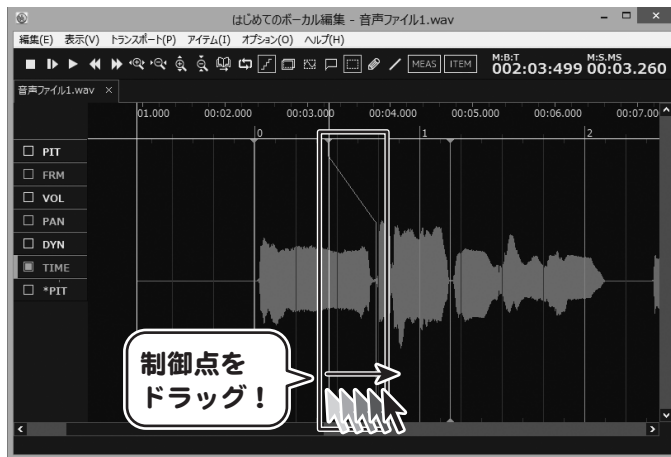 はじめてのボーカル編集 - 音声ファイル1.wav
編集(E) 表示(V) トランスポート(P) アイテム(I) オプション(O) ヘルプ(H)
MEAS ITEM
M:B:T M:S.MS
002:03:499 00:03.260
音声ファイル1.wav ×
01.000 00:02.000 00:03.000 00:04.000 00:05.000 00:06.000 00:07.00
0 1 2
PIT
FRM
VOL
PAN
DYN
TIME
*PIT
制御点を
ドラッグ！